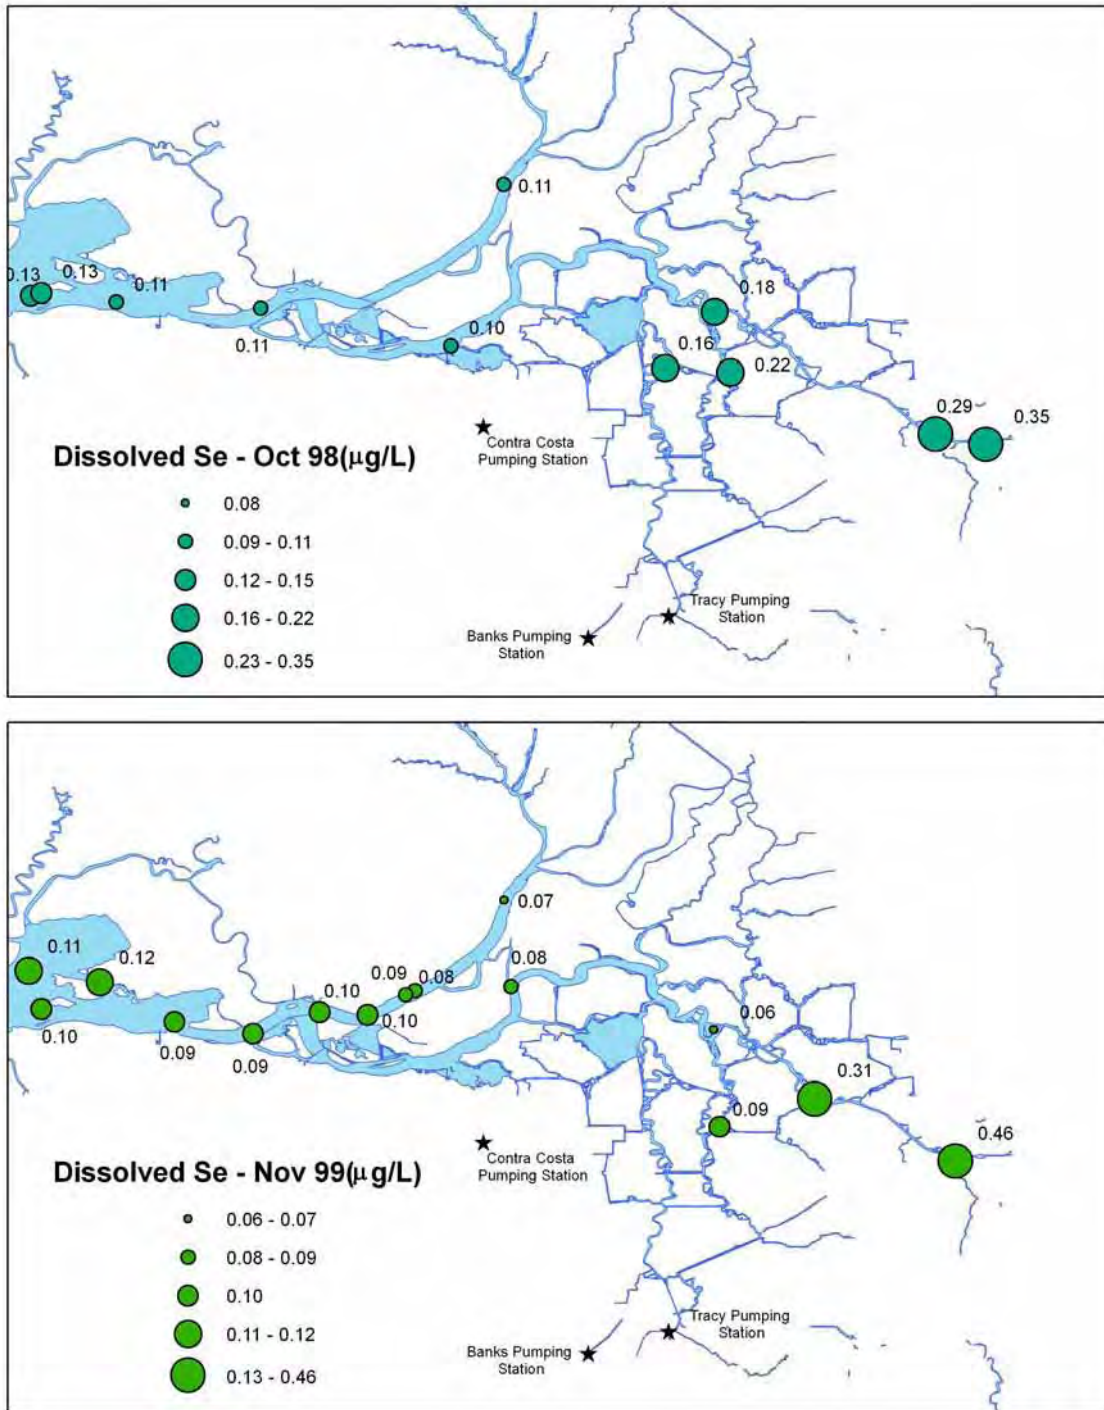 0.11
0.13
0.13
0.11
0.11
0.10
0.18
0.16
0.22
0.29
0.35
Contra Costa
Pumping Station
Dissolved Se - Oct 98(μg/L)
0.08
0.09 - 0.11
0.12 - 0.15
0.16 - 0.22
0.23 - 0.35
Tracy Pumping
Station
Banks Pumping
Station
0.07
0.11
0.12
0.09
0.08
0.08
0.10
0.10
0.10
0.09
0.09
0.06
0.31
0.09
0.46
Contra Costa
Pumping Station
Dissolved Se - Nov 99(μg/L)
0.06 - 0.07
0.08 - 0.09
0.10
0.11 - 0.12
0.13 - 0.46
Tracy Pumping
Station
Banks Pumping
Station